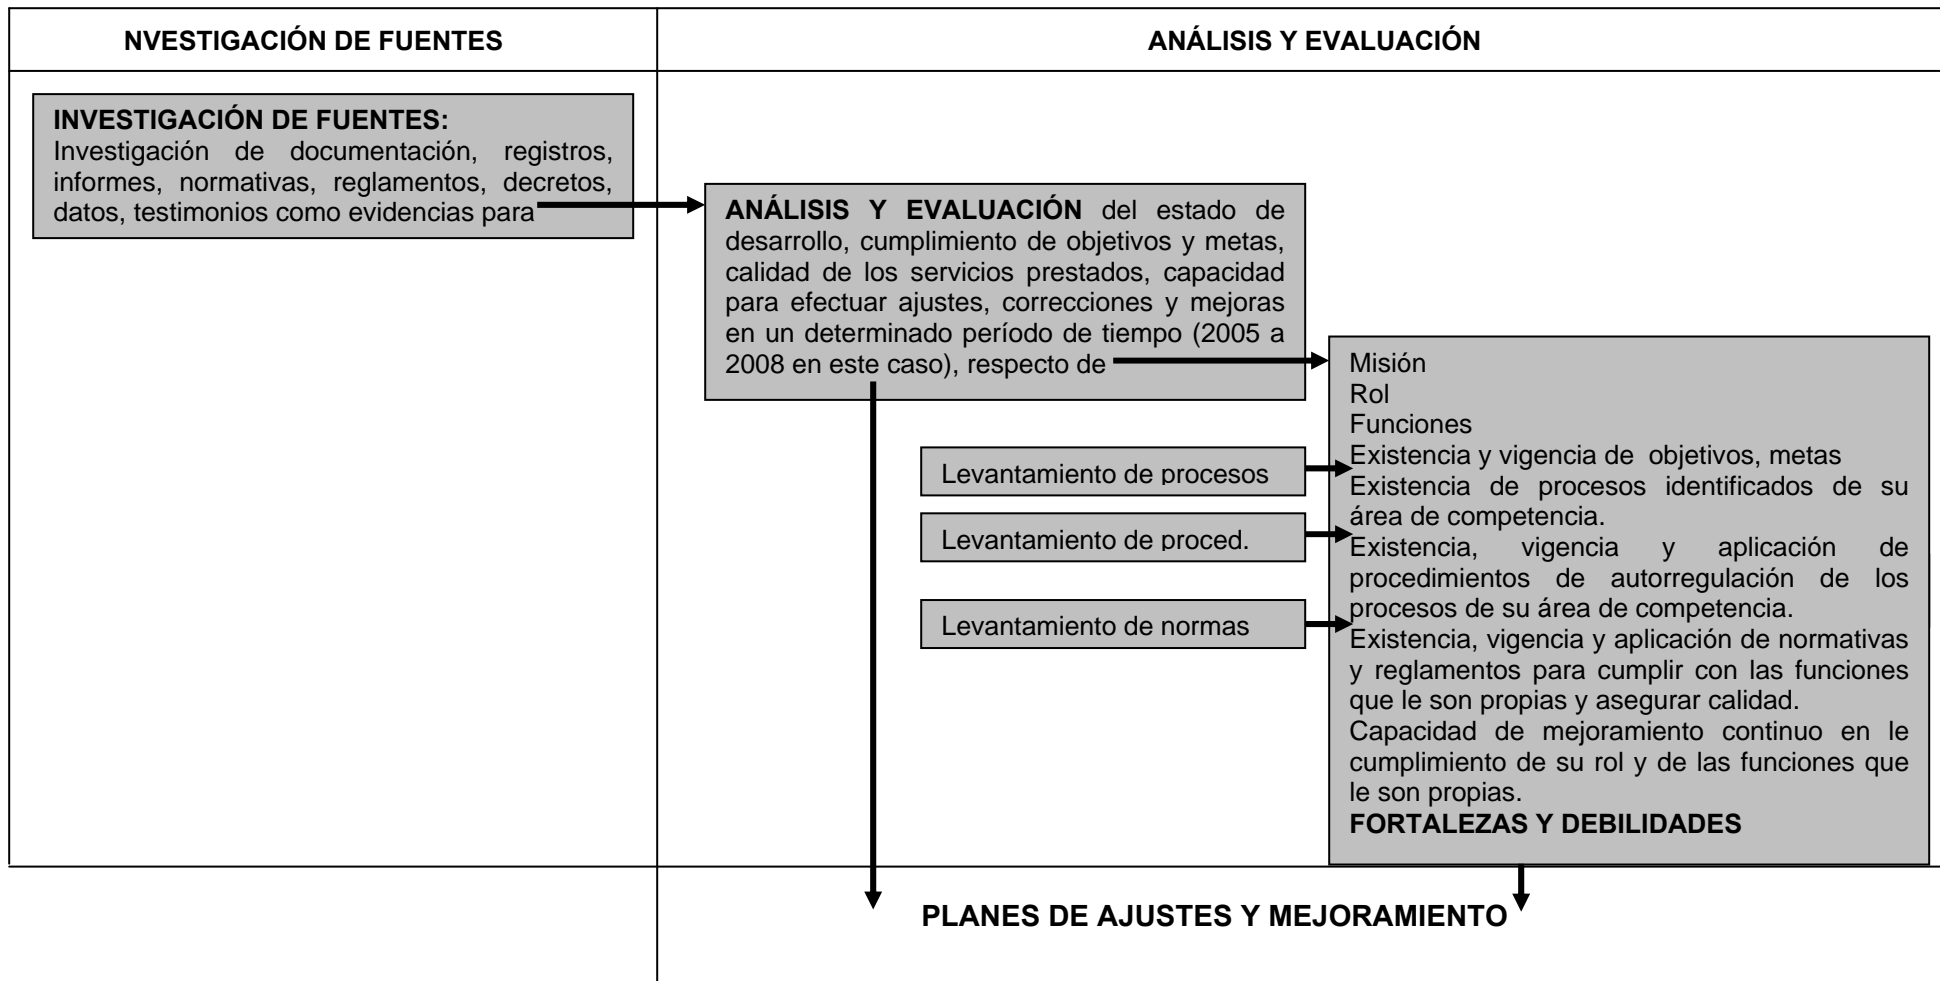 NVESTIGACIÓN DE FUENTES
ANÁLISIS Y EVALUACIÓN
INVESTIGACIÓN DE FUENTES:
Investigación de documentación, registros,
informes, normativas, reglamentos, decretos,
datos, testimonios como evidencias para
ANÁLISIS Y EVALUACIÓN del estado de
desarrollo, cumplimiento de objetivos y metas,
calidad de los servicios prestados, capacidad
para efectuar ajustes, correcciones y mejoras
en un determinado período de tiempo (2005 a
2008 en este caso), respecto de
Levantamiento de procesos
Levantamiento de proced.
Levantamiento de normas
Misión
Rol
Funciones
Existencia y vigencia de objetivos, metas
Existencia de procesos identificados de su
área de competencia.
Existencia, vigencia y aplicación de
procedimientos de autorregulación de los
procesos de su área de competencia.
Existencia, vigencia y aplicación de normativas
y reglamentos para cumplir con las funciones
que le son propias y asegurar calidad.
Capacidad de mejoramiento continuo en le
cumplimiento de su rol y de las funciones que
le son propias.
FORTALEZAS Y DEBILIDADES
PLANES DE AJUSTES Y MEJORAMIENTO